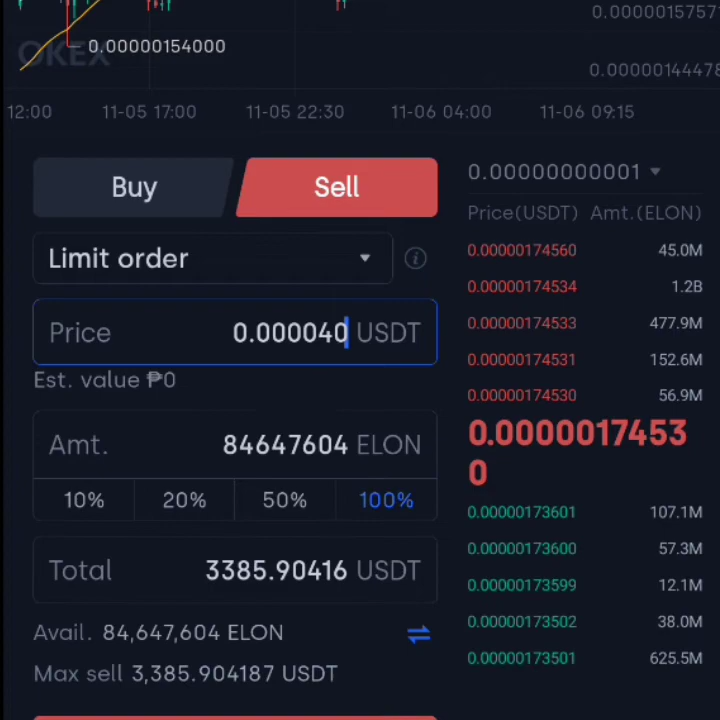 0.0000015757
OKEX
0.00000154000
0.0000014447
12:00 11-05 17:00 11-05 22:30 11-06 04:00 11-06 09:15
Buy Sell
0.00000000001
Price(USDT) Amt.(ELON)
Limit order
Price 0.000040 USDT
Est. value ₱0
Amt. 84647604 ELON
10% 20% 50% 100%
Total 3385.90416 USDT
Avail. 84,647,604 ELON
Max sell 3,385.904187 USDT
0.00000174560 45.0M
0.00000174534 1.2B
0.00000174533 477.9M
0.00000174531 152.6M
0.00000174530 56.9M
0.0000017453
0
0.00000173601 107.1M
0.00000173600 57.3M
0.00000173599 12.1M
0.00000173502 38.0M
0.00000173501 625.5M